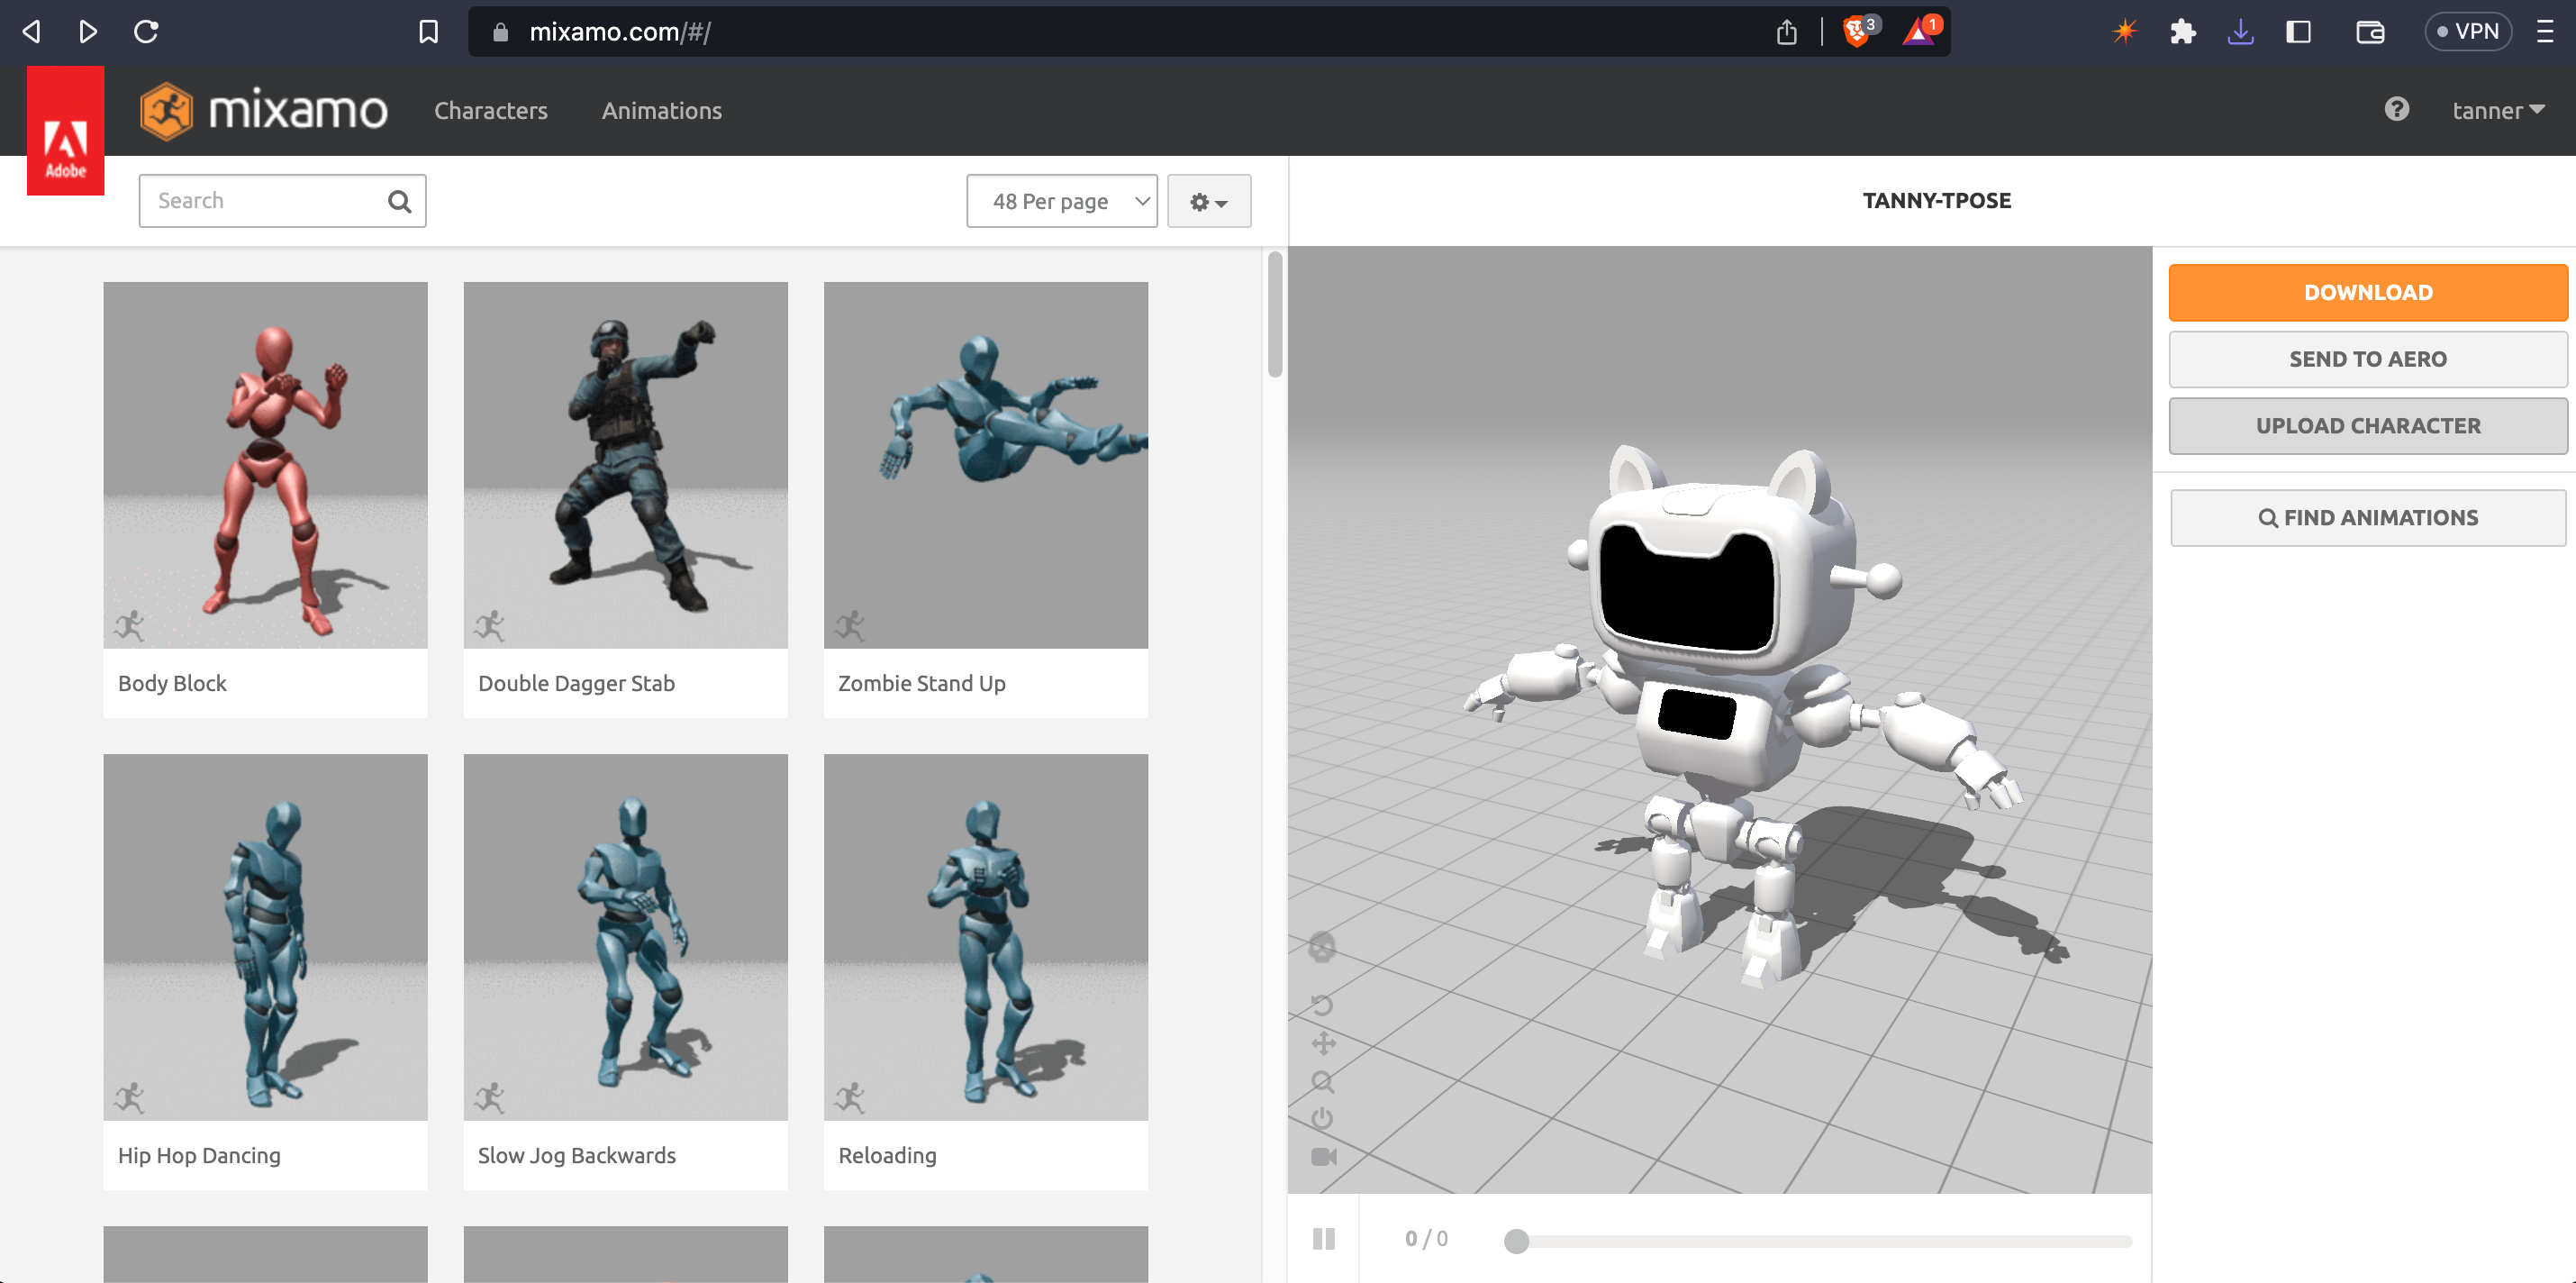 mixamo.com/#/
3
1
VPN
Adobe
mixamo
Characters
Animations
?
tanner
Search
48 Per page
TANNY-TPOSE
DOWNLOAD
SEND TO AERO
UPLOAD CHARACTER
FIND ANIMATIONS
Body Block
Double Dagger Stab
Zombie Stand Up
Hip Hop Dancing
Slow Jog Backwards
Reloading
0 / 0